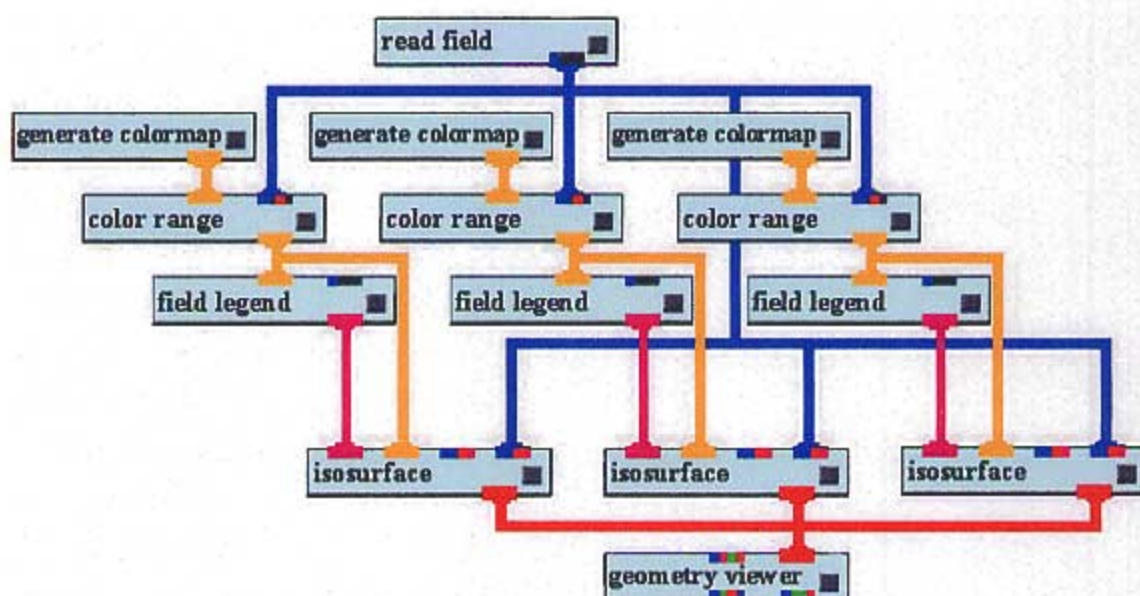 read field
generate colormap
generate colormap
generate colormap
color range
color range
color range
field legend
field legend
field legend
isosurface
isosurface
isosurface
geometry viewer